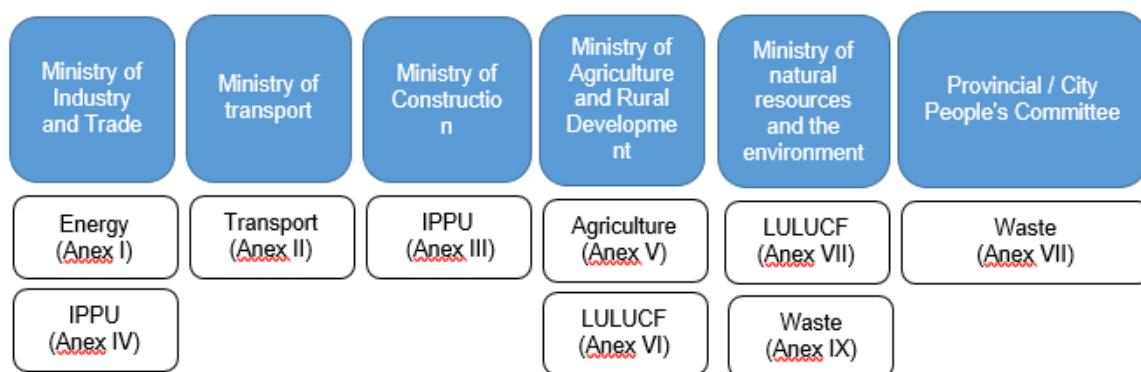 Ministry of
Industry
and Trade
Ministry of
transport
Ministry of
Constructio
n
Ministry of
Agriculture
and Rural
Developme
nt
Ministry of
natural
resources
and the
environment
Provincial / City
People's Committee
Energy
(Anex I)
Transport
(Anex II)
IPPU
(Anex III)
Agriculture
(Anex V)
LULUCF
(Anex VII)
Waste
(Anex VII)
IPPU
(Anex IV)
LULUCF
(Anex VI)
Waste
(Anex IX)